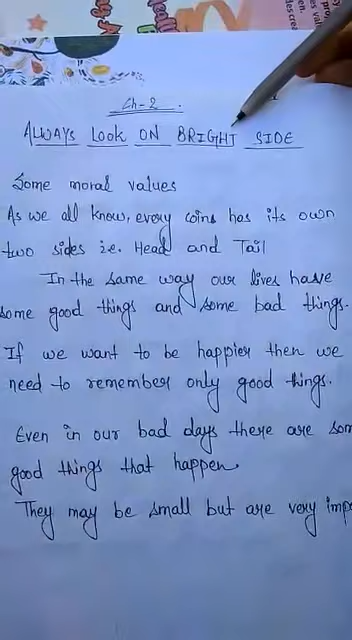 Ch-2
ALWAYS Look ON BRIGHT SIDE
Some moral values
As we all know, every coins has its own
two sides i.e. Head and Tail
In the same way our lives have
some good things and some bad things.
If we want to be happier then we
need to remember only good things.
Even in our bad days there are som
good things that happen
They may be small but are very impo